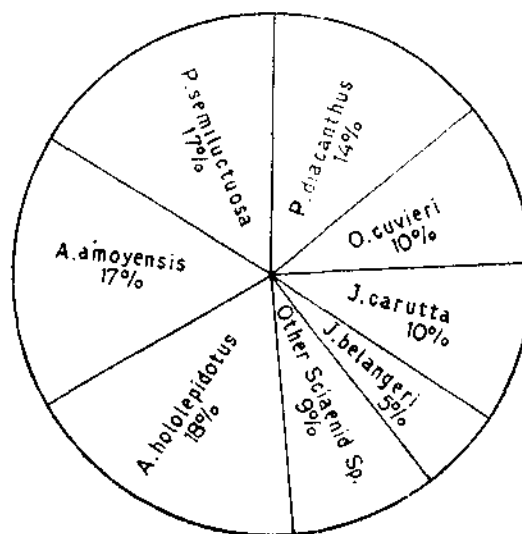 P.diacanthus
14%
O.cuvieri
10%
J.carutta
10%
J.belangeri
5%
Other Sciaenid Sp.
9%
A.hololepidotus
18%
A.amoyensis
17%
P.semiluctuosa
17%